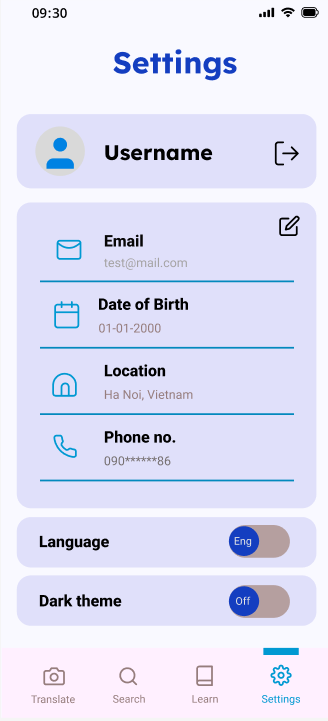 09:30
Settings
Username
Email
test@mail.com
Date of Birth
01-01-2000
Location
Ha Noi, Vietnam
Phone no.
090******86
Language
Eng
Dark theme
Off
Translate
Search
Learn
Settings